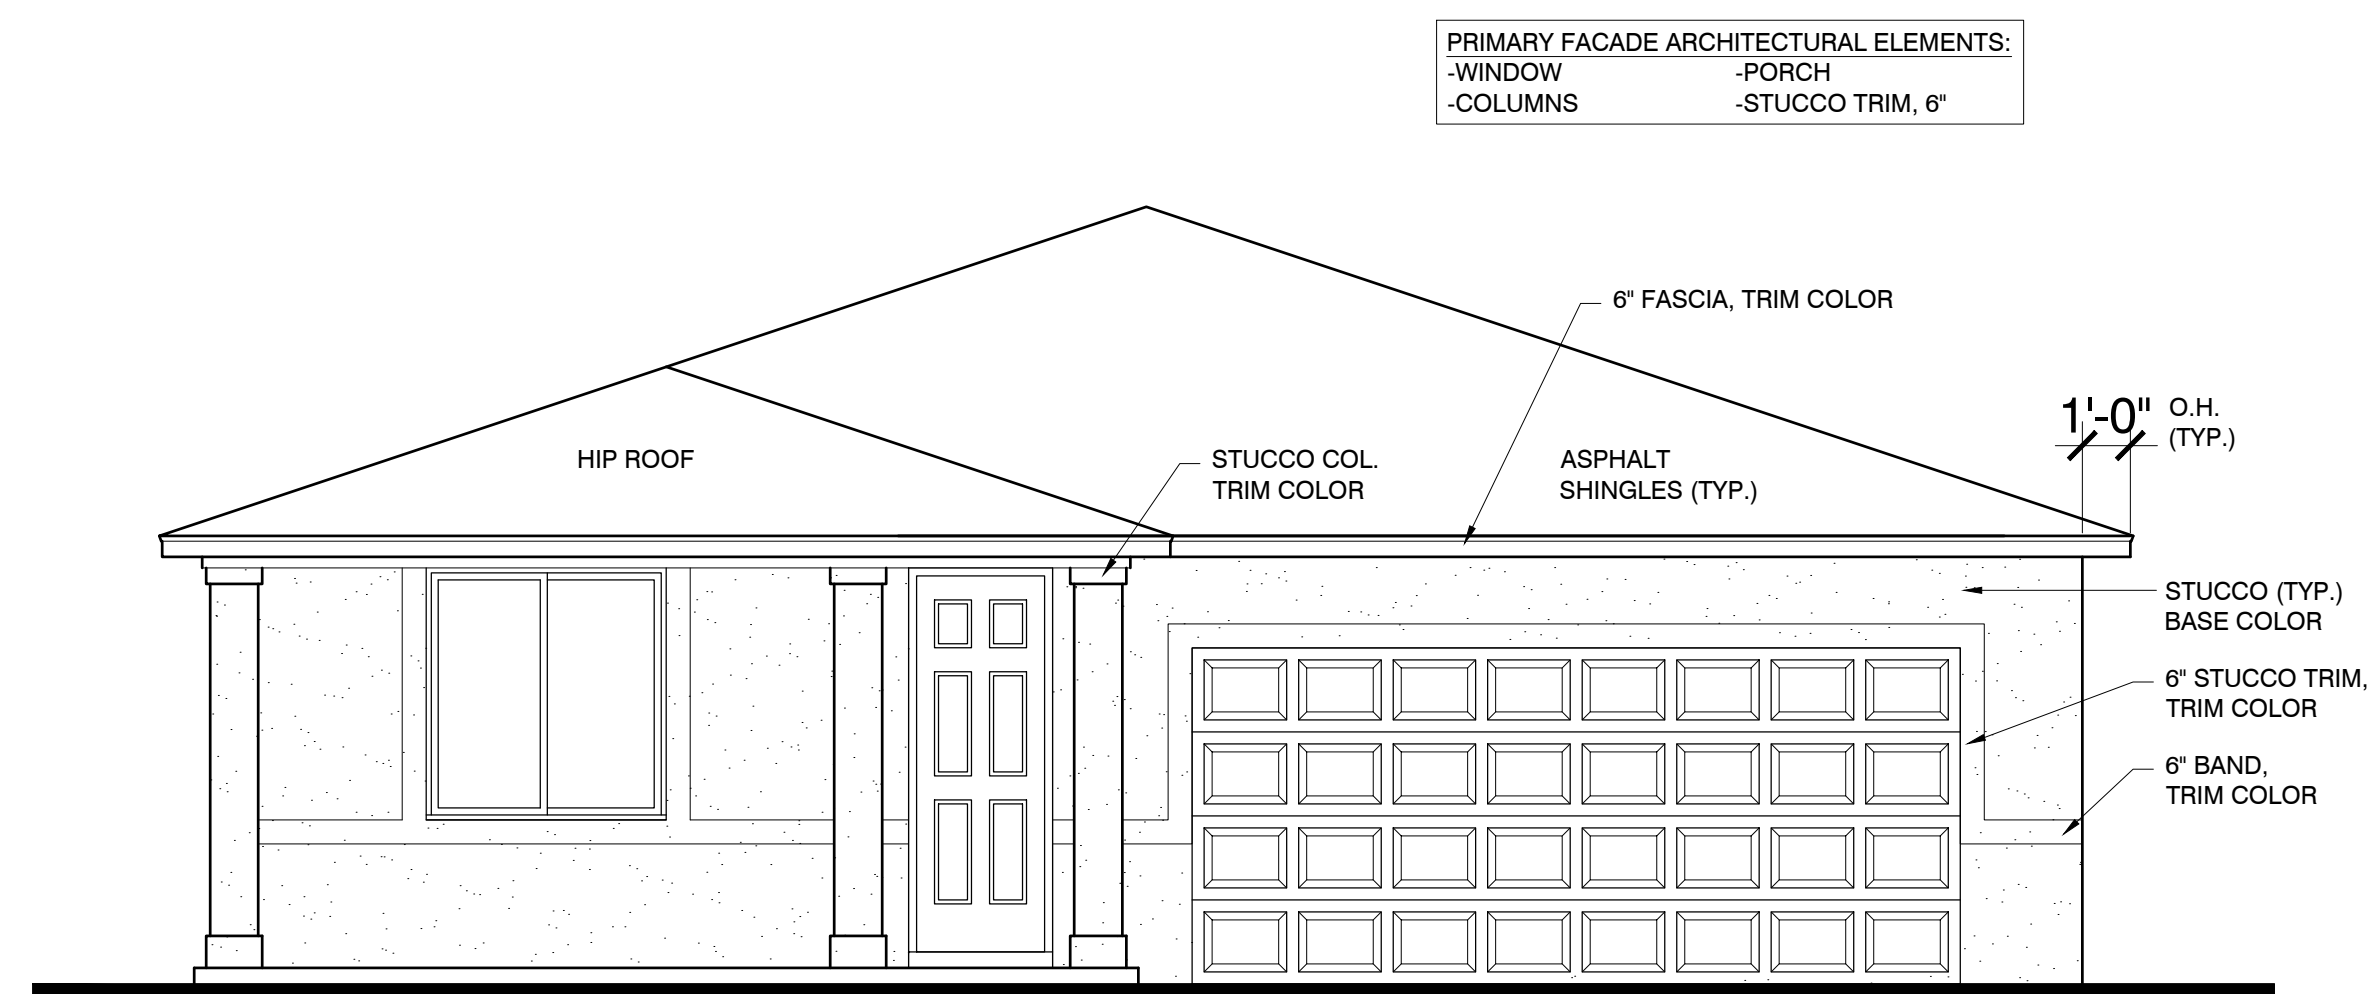 PRIMARY FACADE ARCHITECTURAL ELEMENTS:
-WINDOW -PORCH
-COLUMNS -STUCCO TRIM, 6"
6" FASCIA, TRIM COLOR
1'-0" O.H.
(TYP.)
HIP ROOF
STUCCO COL.
TRIM COLOR
ASPHALT
SHINGLES (TYP.)
STUCCO (TYP.)
BASE COLOR
6" STUCCO TRIM,
TRIM COLOR
6" BAND,
TRIM COLOR